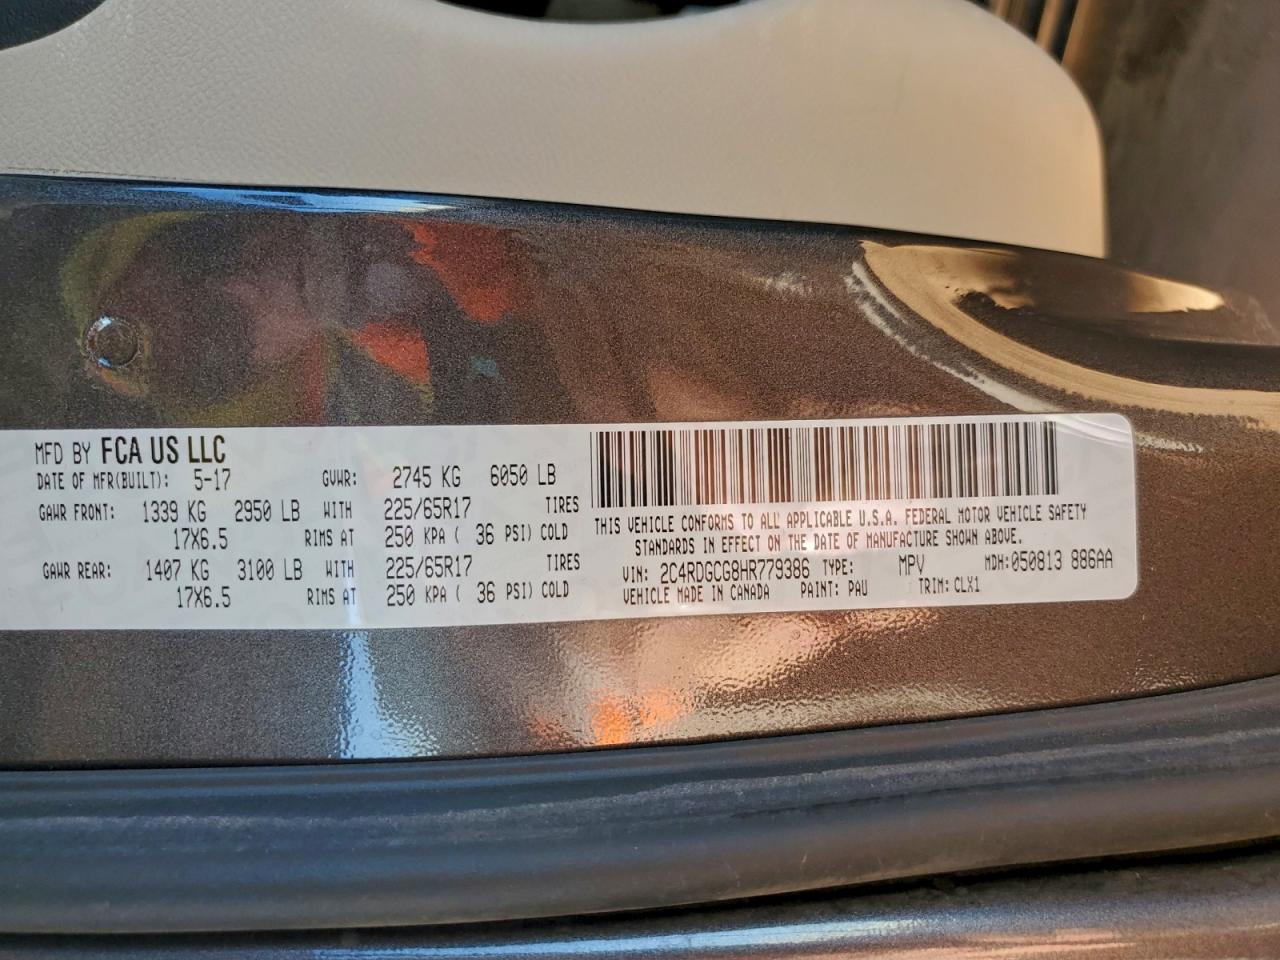 MFD BY FCA US LLC
DATE OF MFR(BUILT): 5-17 GVWR: 2745 KG 6050 LB
GAWR FRONT: 1339 KG 2950 LB WITH 225/65R17 TIRES
17X6.5 RIMS AT 250 KPA ( 36 PSI) COLD
GAWR REAR: 1407 KG 3100 LB WITH 225/65R17 TIRES
17X6.5 RIMS AT 250 KPA ( 36 PSI) COLD
THIS VEHICLE CONFORMS TO ALL APPLICABLE U.S.A. FEDERAL MOTOR VEHICLE SAFETY
STANDARDS IN EFFECT ON THE DATE OF MANUFACTURE SHOWN ABOVE.
VIN: 2C4RDGCG8HR779386 TYPE: MPV MDH:050813 886AA
VEHICLE MADE IN CANADA PAINT: PAU TRIM: CLX1